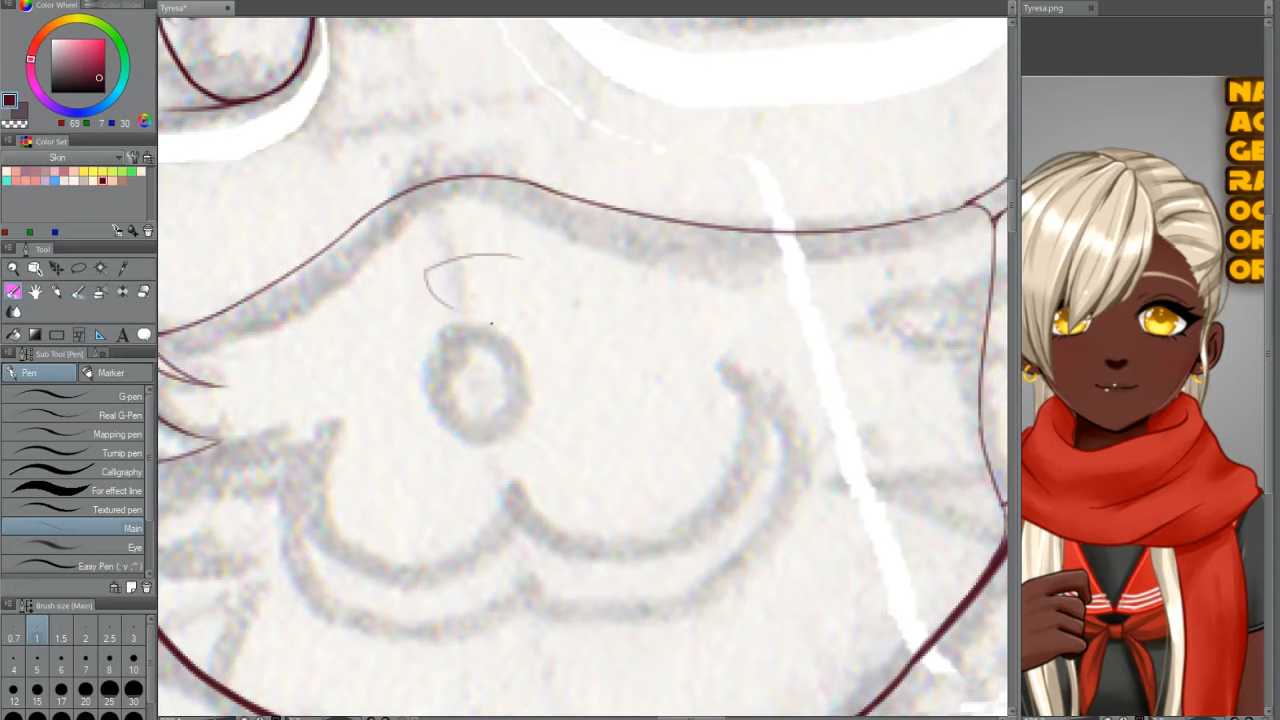 Color Wheel
Color Slider
Tyresa*
Tyresa.png
69 7 30
Color Set
Skin
Tool
Sub Tool [Pen]
Pen
Marker
G-pen
Real G-Pen
Mapping pen
Turnip pen
Calligraphy
For effect line
Textured pen
Main
Eye
Easy Pen (; v ;"")
Brush size [Main]
0.7 1 1.5 2 2.5 3
4 5 6 7 8 10
12 15 17 20 25 30
NA
AG
GE
RA
OC
OR
OR